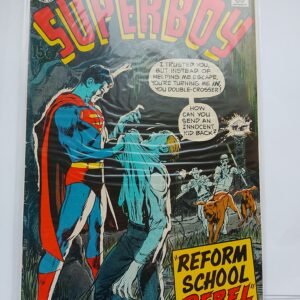 SUPERBOY
15¢
I TRUSTED YOU,
BUT INSTEAD OF
HELPING ME ESCAPE,
YOU'RE TURNING ME IN,
YOU DOUBLE-CROSSER!
HOW
CAN YOU
SEND AN
INNOCENT
KID BACK?
"REFORM
SCHOOL
REBEL"